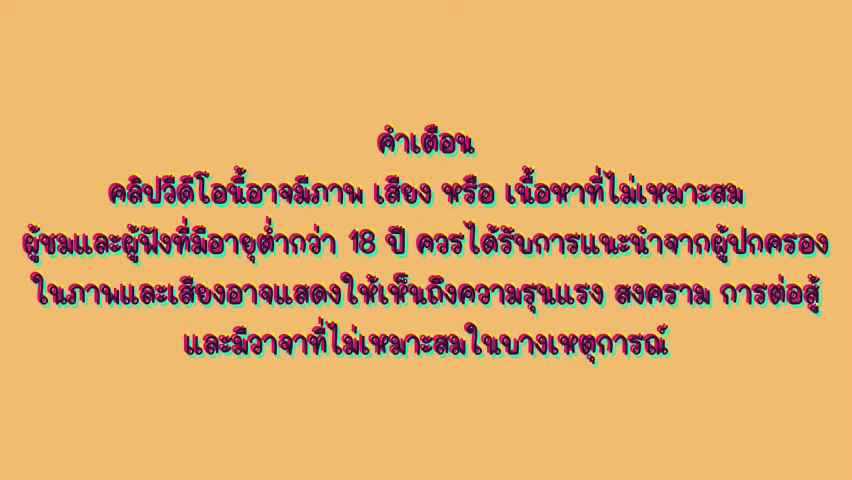 คำเตือน
คลิปวีดีโอนี้อาจมีภาพ เสียง หรือ เนื้อหาที่ไม่เหมาะสม
ผู้ชมและผู้ฟังที่มีอายุต่ำกว่า 18 ปี ควรได้รับการแนะนำจากผู้ปกครอง
ในภาพและเสียงอาจแสดงให้เห็นถึงความรุนแรง สงคราม การต่อสู้
และมีวาจาที่ไม่เหมาะสมในบางเหตุการณ์